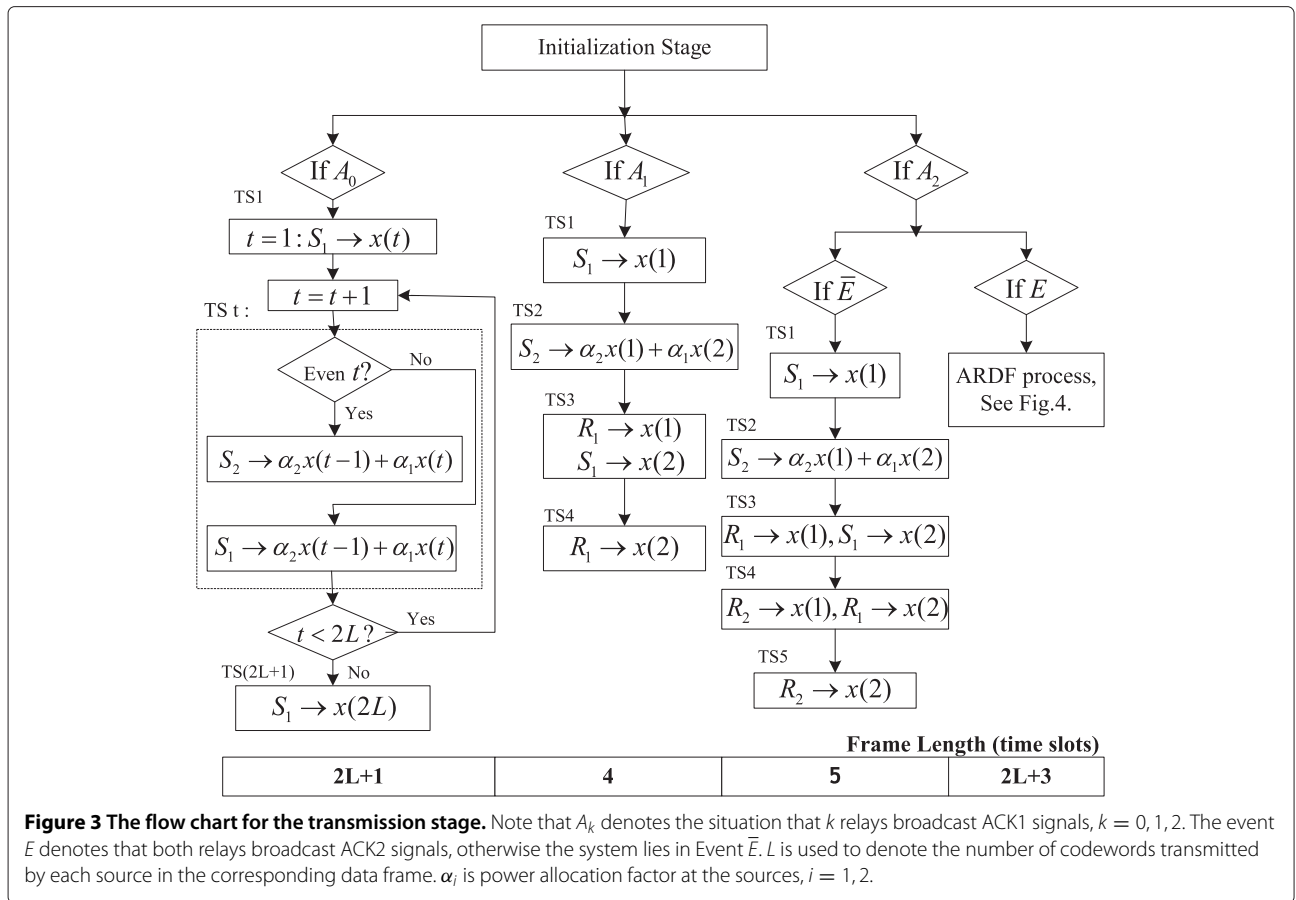 Initialization Stage
If A₀
TS1
t = 1 : S₁ → x(t)
t = t + 1
TS t :
Even t?
No
Yes
S₂ → α₂x(t − 1) + α₁x(t)
S₁ → α₂x(t − 1) + α₁x(t)
t < 2L?
Yes
TS(2L+1)
No
S₁ → x(2L)
If A₁
TS1
S₁ → x(1)
TS2
S₂ → α₂x(1) + α₁x(2)
TS3
R₁ → x(1)
S₁ → x(2)
TS4
R₁ → x(2)
If A₂
If E̅
TS1
S₁ → x(1)
TS2
S₂ → α₂x(1) + α₁x(2)
TS3
R₁ → x(1), S₁ → x(2)
TS4
R₂ → x(1), R₁ → x(2)
TS5
R₂ → x(2)
If E
ARDF process,
See Fig.4.
Frame Length (time slots)
2L+1 4 5 2L+3
Figure 3 The flow chart for the transmission stage. Note that Aₖ denotes the situation that k relays broadcast ACK1 signals, k = 0, 1, 2. The event
E denotes that both relays broadcast ACK2 signals, otherwise the system lies in Event E̅. L is used to denote the number of codewords transmitted
by each source in the corresponding data frame. αᵢ is power allocation factor at the sources, i = 1, 2.